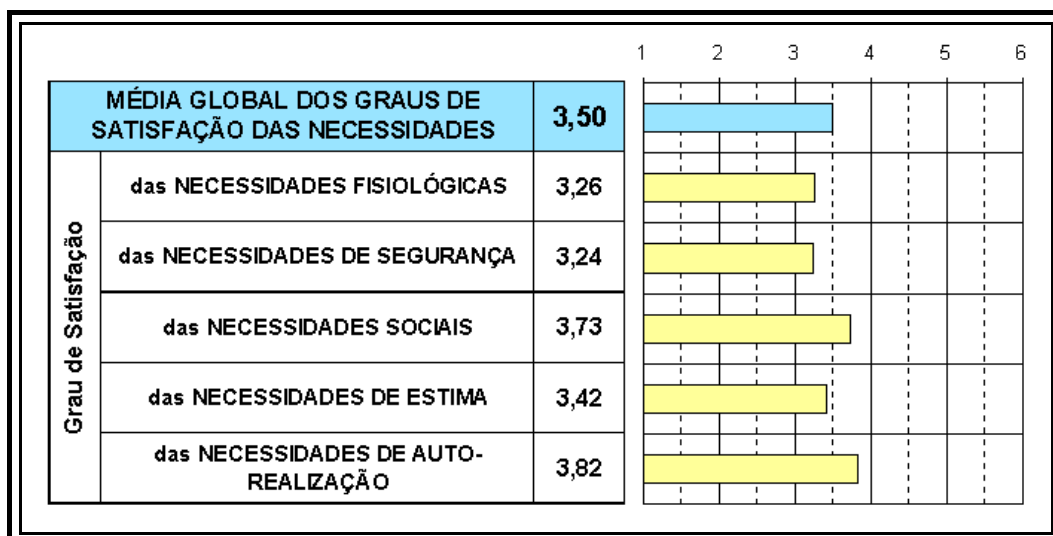 1 2 3 4 5 6
MÉDIA GLOBAL DOS GRAUS DE
SATISFAÇÃO DAS NECESSIDADES
3,50
Grau de Satisfação
das NECESSIDADES FISIOLÓGICAS
3,26
das NECESSIDADES DE SEGURANÇA
3,24
das NECESSIDADES SOCIAIS
3,73
das NECESSIDADES DE ESTIMA
3,42
das NECESSIDADES DE AUTO-
REALIZAÇÃO
3,82